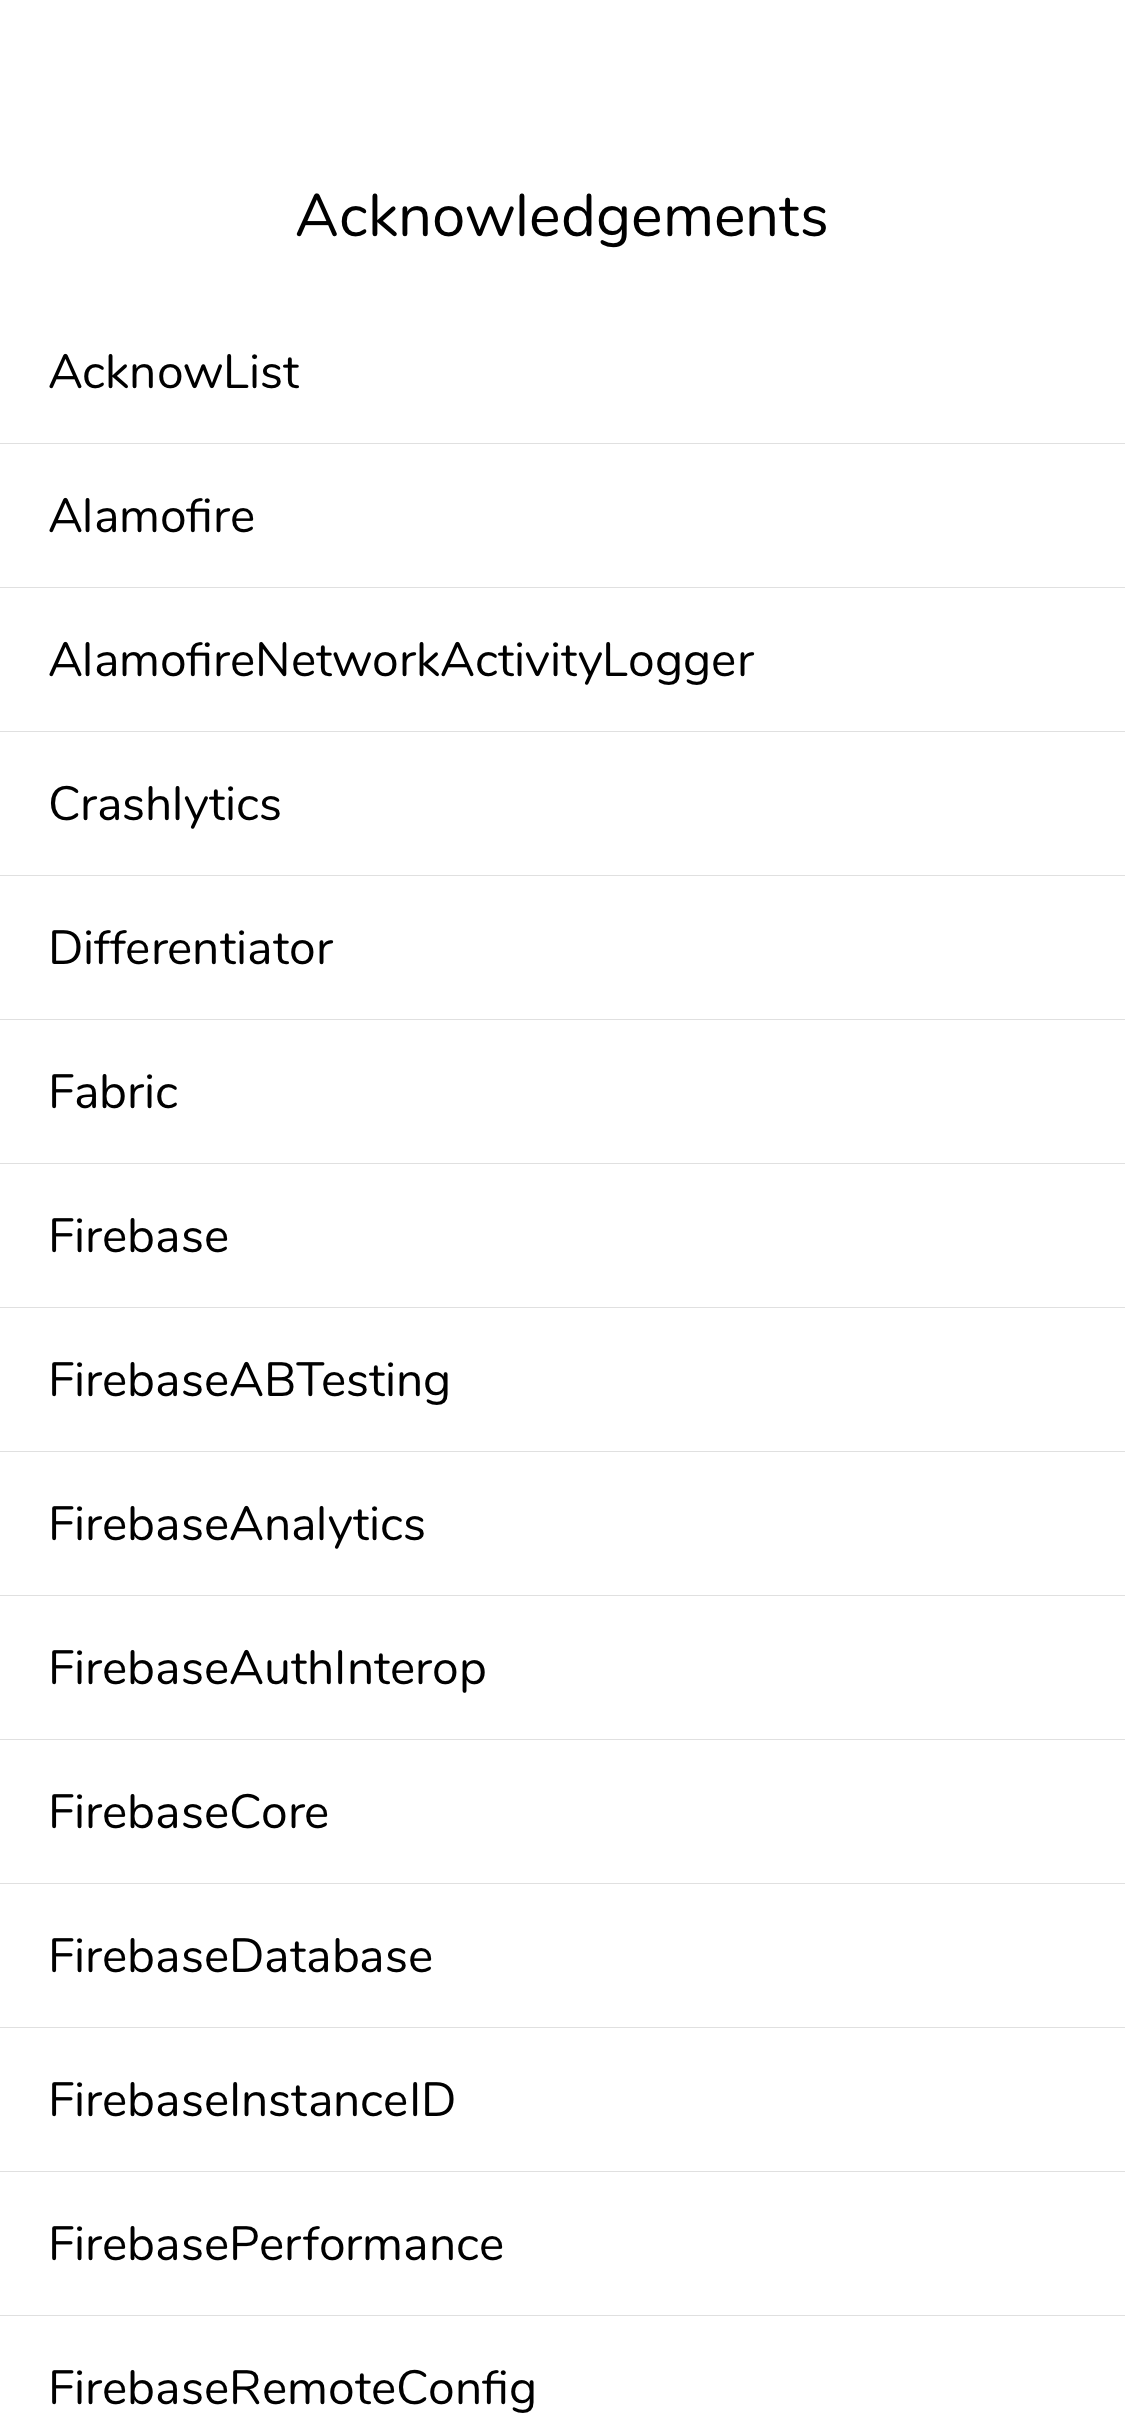 Acknowledgements
AcknowList
Alamofire
AlamofireNetworkActivityLogger
Crashlytics
Differentiator
Fabric
Firebase
FirebaseABTesting
FirebaseAnalytics
FirebaseAuthInterop
FirebaseCore
FirebaseDatabase
FirebaseInstanceID
FirebasePerformance
FirebaseRemoteConfig